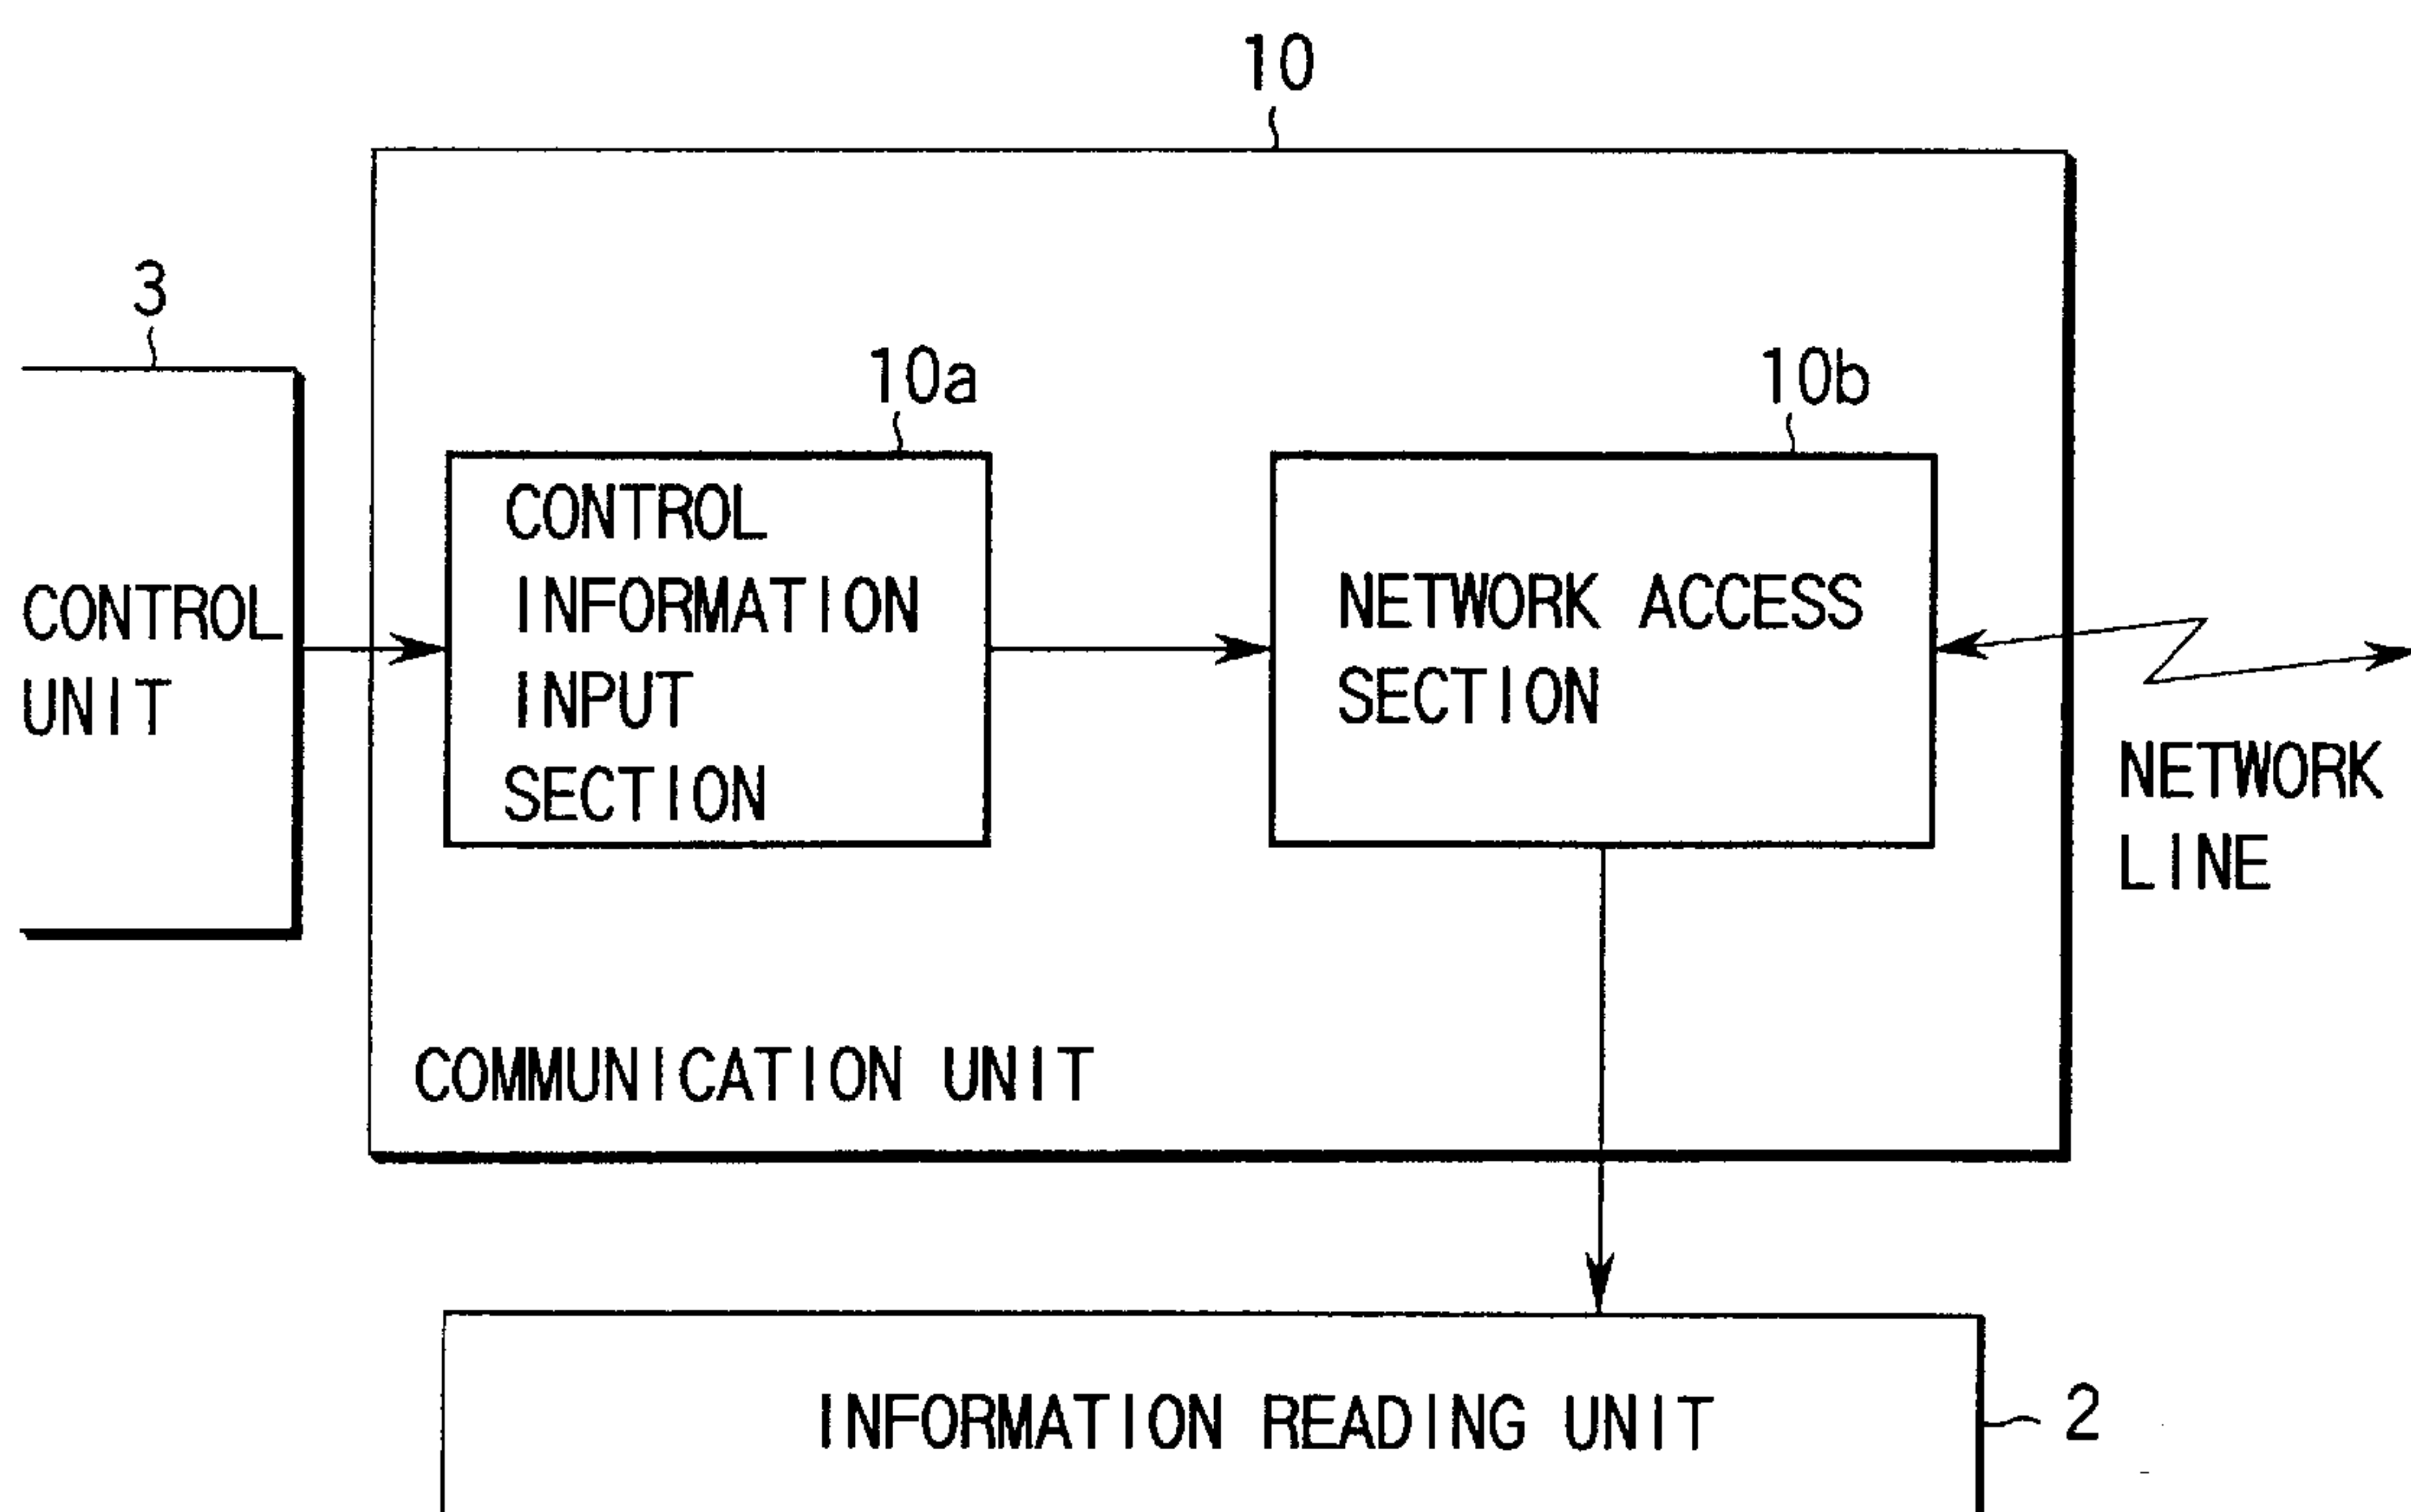 10
3
10a
10b
CONTROL
INFORMATION
INPUT
SECTION
NETWORK ACCESS
SECTION
CONTROL
UNIT
NETWORK
LINE
COMMUNICATION UNIT
INFORMATION READING UNIT
2